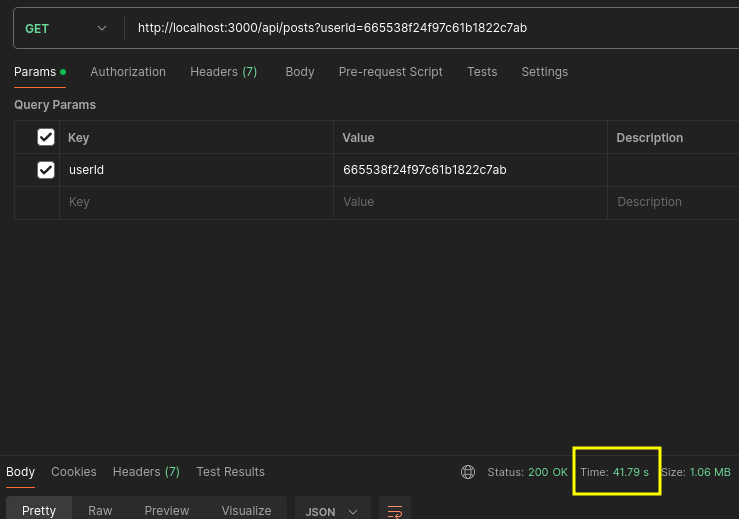 GET http://localhost:3000/api/posts?userId=665538f24f97c61b1822c7ab
Params Authorization Headers (7) Body Pre-request Script Tests Settings
Query Params
Key Value Description
userId 665538f24f97c61b1822c7ab
Key Value Description
Body Cookies Headers (7) Test Results Status: 200 OK Time: 41.79 s Size: 1.06 MB
Pretty Raw Preview Visualize JSON